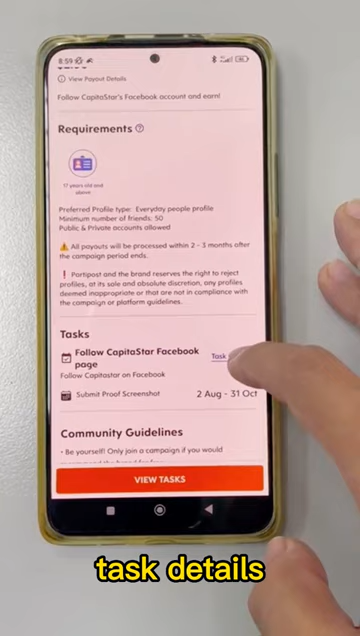 8:59
View Payout Details
Follow CapitaStar's Facebook account and earn!
Requirements
17 years old and
above
Preferred Profile type: Everyday people profile
Minimum number of friends: 50
Public & Private accounts allowed
⚠️ All payouts will be processed within 2 - 3 months after
the campaign period ends.
❗ Partipost and the brand reserves the right to reject
profiles, at its sole and absolute discretion, any profiles
deemed inappropriate or that are not in compliance with
the campaign or platform guidelines.
Tasks
Follow CapitaStar Facebook
page
Task
Follow Capitastar on Facebook
Submit Proof Screenshot 2 Aug - 31 Oct
Community Guidelines
• Be yourself! Only join a campaign if you would
VIEW TASKS
task details